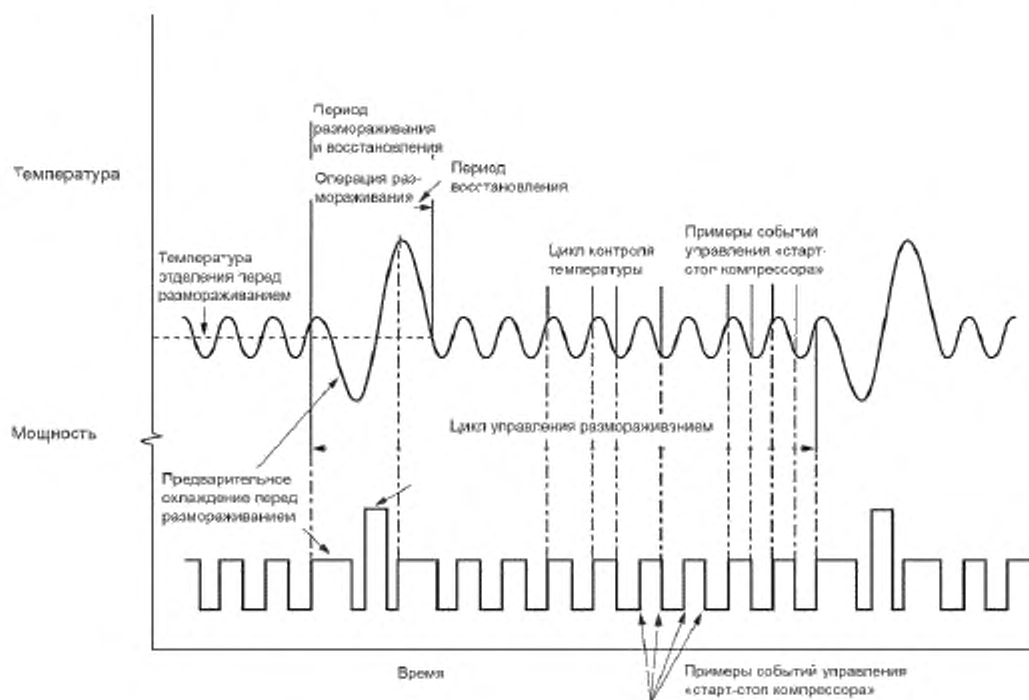 Период
размораживания
и восстановления
Температура
Операция раз-
мораживания
Период
восстановления
Температура
отделения перед
размораживанием
Цикл контроля
температуры
Примеры событий
управления «старт-
стоп компрессора»
Мощность
Цикл управления размораживанием
Предварительное
охлаждение перед
размораживанием
Время
Примеры событий управления
«старт-стоп компрессора»